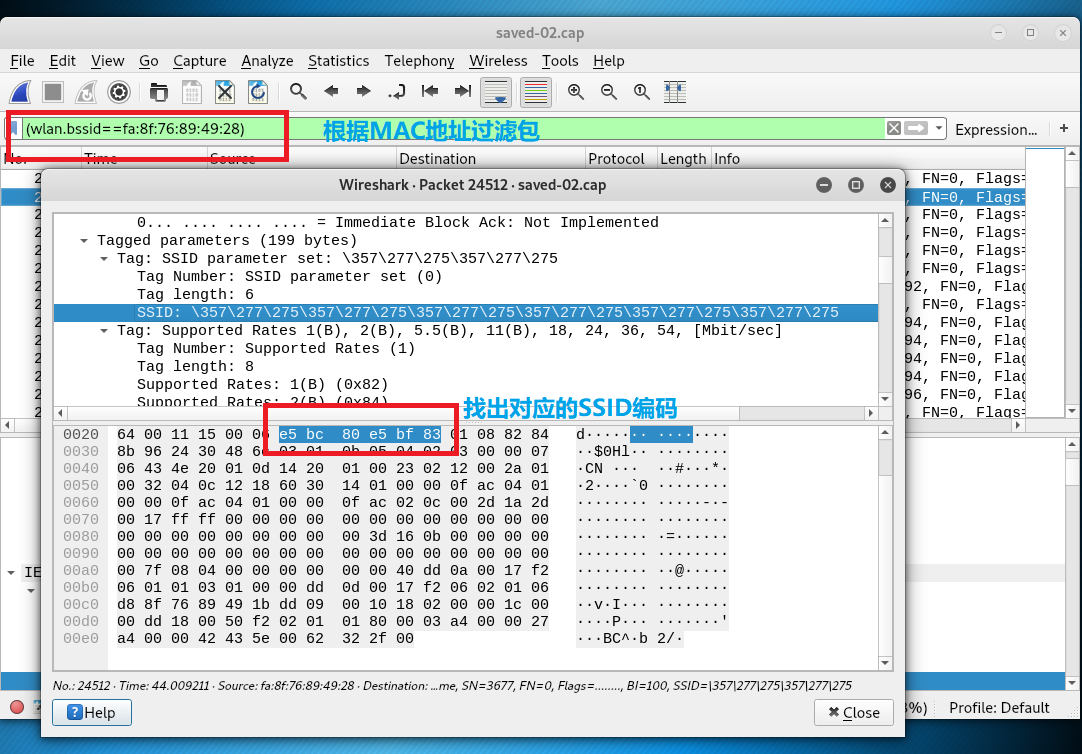 saved-02.cap
File Edit View Go Capture Analyze Statistics Telephony Wireless Tools Help
(wlan.bssid==fa:8f:76:89:49:28)
根据MAC地址过滤包
Expression... +
No. Time Source Destination Protocol Length Info
Wireshark · Packet 24512 · saved-02.cap
, FN=0, Flags=
, FN=0, Flags=
, FN=0, Flags=
, FN=0, Flags=
, FN=0, Flags=
, FN=0, Flags=
92, FN=0, Flag
, FN=0, Flags=
94, FN=0, Flag
94, FN=0, Flag
94, FN=0, Flag
94, FN=0, Flag
96, FN=0, Flag
, FN=0, Flags=
0... .... .... .... = Immediate Block Ack: Not Implemented
Tagged parameters (199 bytes)
Tag: SSID parameter set: \357\277\275\357\277\275
Tag Number: SSID parameter set (0)
Tag length: 6
SSID: \357\277\275\357\277\275\357\277\275\357\277\275\357\277\275\357\277\275
Tag: Supported Rates 1(B), 2(B), 5.5(B), 11(B), 18, 24, 36, 54, [Mbit/sec]
Tag Number: Supported Rates (1)
Tag length: 8
Supported Rates: 1(B) (0x82)
Supported Rates: 2(B) (0x84)
找出对应的SSID编码
0020 64 00 11 15 00 06 e5 bc 80 e5 bf 83 01 08 82 84 d····· ·· ···· ····
0030 8b 96 24 30 48 6c 03 01 0b 05 04 02 03 00 00 07 ··$0Hl·· ········
0040 06 43 4e 20 01 0d 14 20 01 00 23 02 12 00 2a 01 ·CN ··· ··#···*·
0050 00 32 04 0c 12 18 60 30 14 01 00 00 0f ac 04 01 ·2····`0 ········
0060 00 00 0f ac 04 01 00 00 0f ac 02 0c 00 2d 1a 2d ········ ·····-·-
0070 00 17 ff ff 00 00 00 00 00 00 00 00 00 00 00 00 ········ ········
0080 00 00 00 00 00 00 00 00 00 3d 16 0b 00 00 00 00 ········ ·=······
0090 00 00 00 00 00 00 00 00 00 00 00 00 00 00 00 00 ········ ········
00a0 00 7f 08 04 00 00 00 00 00 00 40 dd 0a 00 17 f2 ········ ··@·····
00b0 06 01 01 03 01 00 00 dd 0d 00 17 f2 06 02 01 06 ········ ········
00c0 d8 8f 76 89 49 1b dd 09 00 10 18 02 00 00 1c 00 ··v·I··· ········
00d0 00 dd 18 00 50 f2 02 01 01 80 00 03 a4 00 00 27 ····P··· ·······'
00e0 a4 00 00 42 43 5e 00 62 32 2f 00 ···BC^·b 2/·
IE
No.: 24512 · Time: 44.009211 · Source: fa:8f:76:89:49:28 · Destination: ...me, SN=3677, FN=0, Flags=........, BI=100, SSID=\357\277\275\357\277\275
Help Close
%) Profile: Default